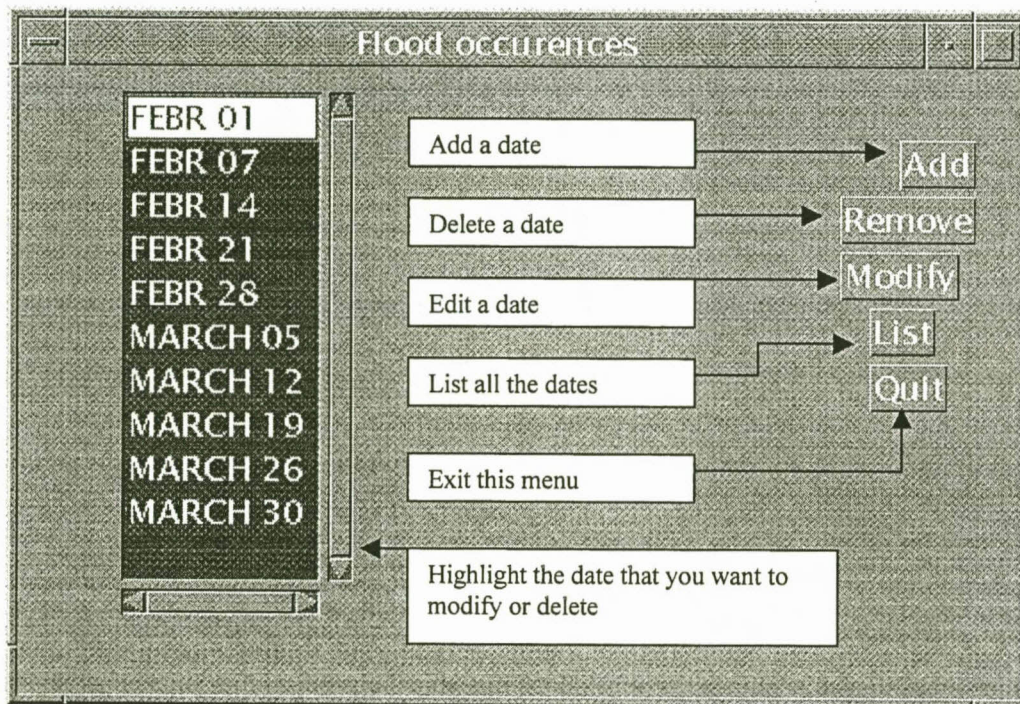 Flood occurences
FEBR 01
FEBR 07
FEBR 14
FEBR 21
FEBR 28
MARCH 05
MARCH 12
MARCH 19
MARCH 26
MARCH 30
Add a date
Delete a date
Edit a date
List all the dates
Exit this menu
Highlight the date that you want to
modify or delete
Add
Remove
Modify
List
Quit